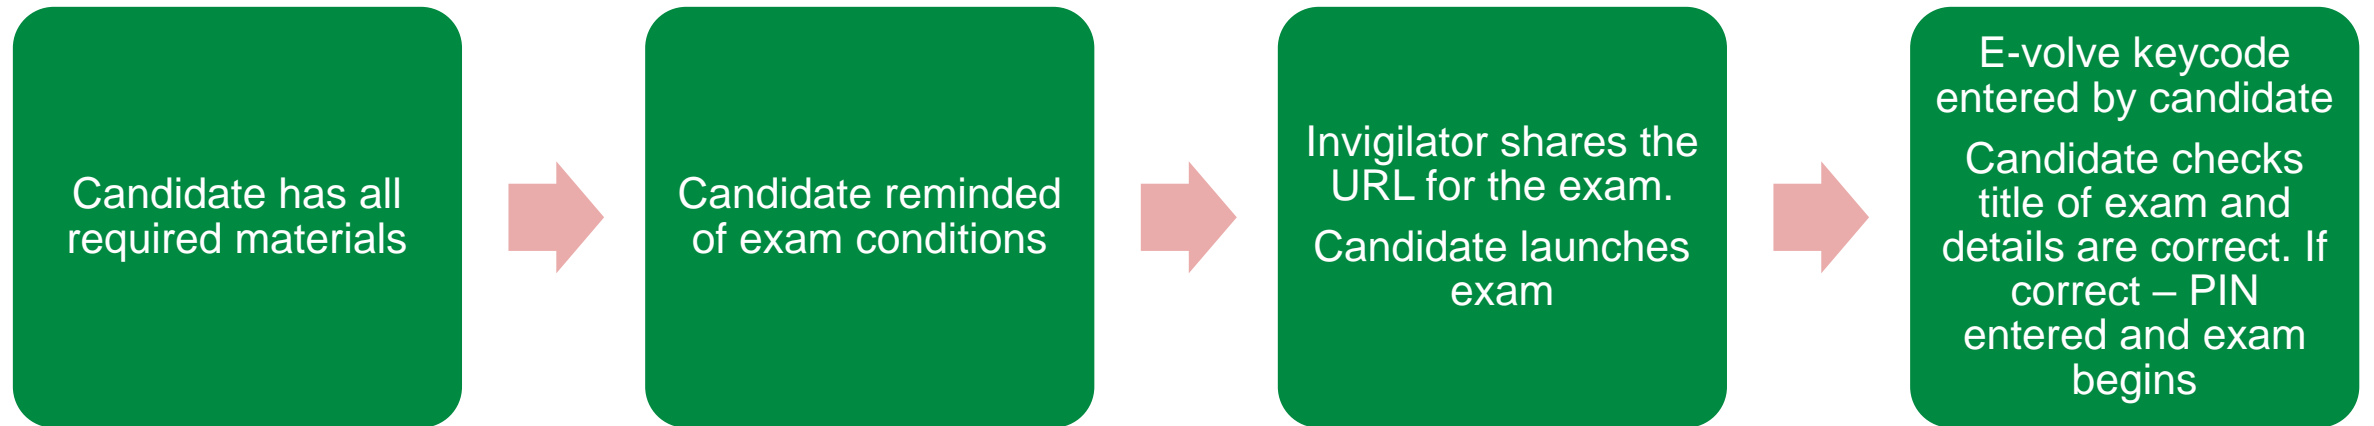 Candidate has all
required materials
Candidate reminded
of exam conditions
Invigilator shares the
URL for the exam.
Candidate launches
exam
E-volve keycode
entered by candidate
Candidate checks
title of exam and
details are correct. If
correct – PIN
entered and exam
begins